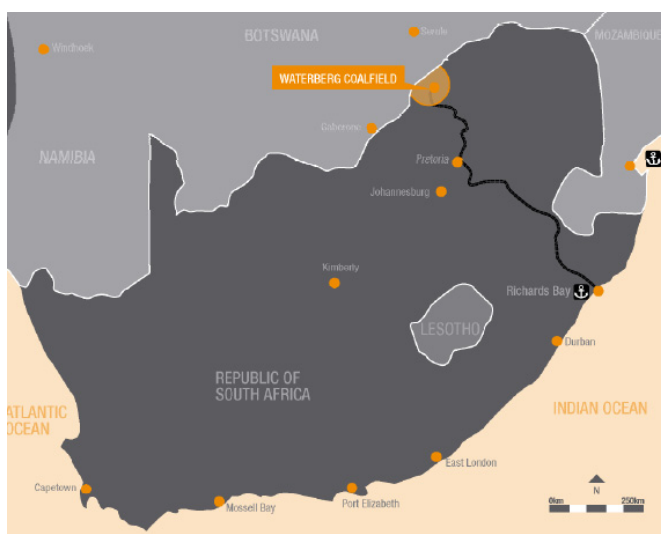 BOTSWANA
Serule
MOZAMBIQUE
Windhoek
WATERBERG COALFIELD
Gaberone
NAMIBIA
Pretoria
Johannesburg
Kimberly
Richards Bay
LESOTHO
Durban
REPUBLIC OF
SOUTH AFRICA
ATLANTIC
OCEAN
INDIAN OCEAN
East London
Capetown
Mossell Bay
Port Elizabeth
N
0km
250km